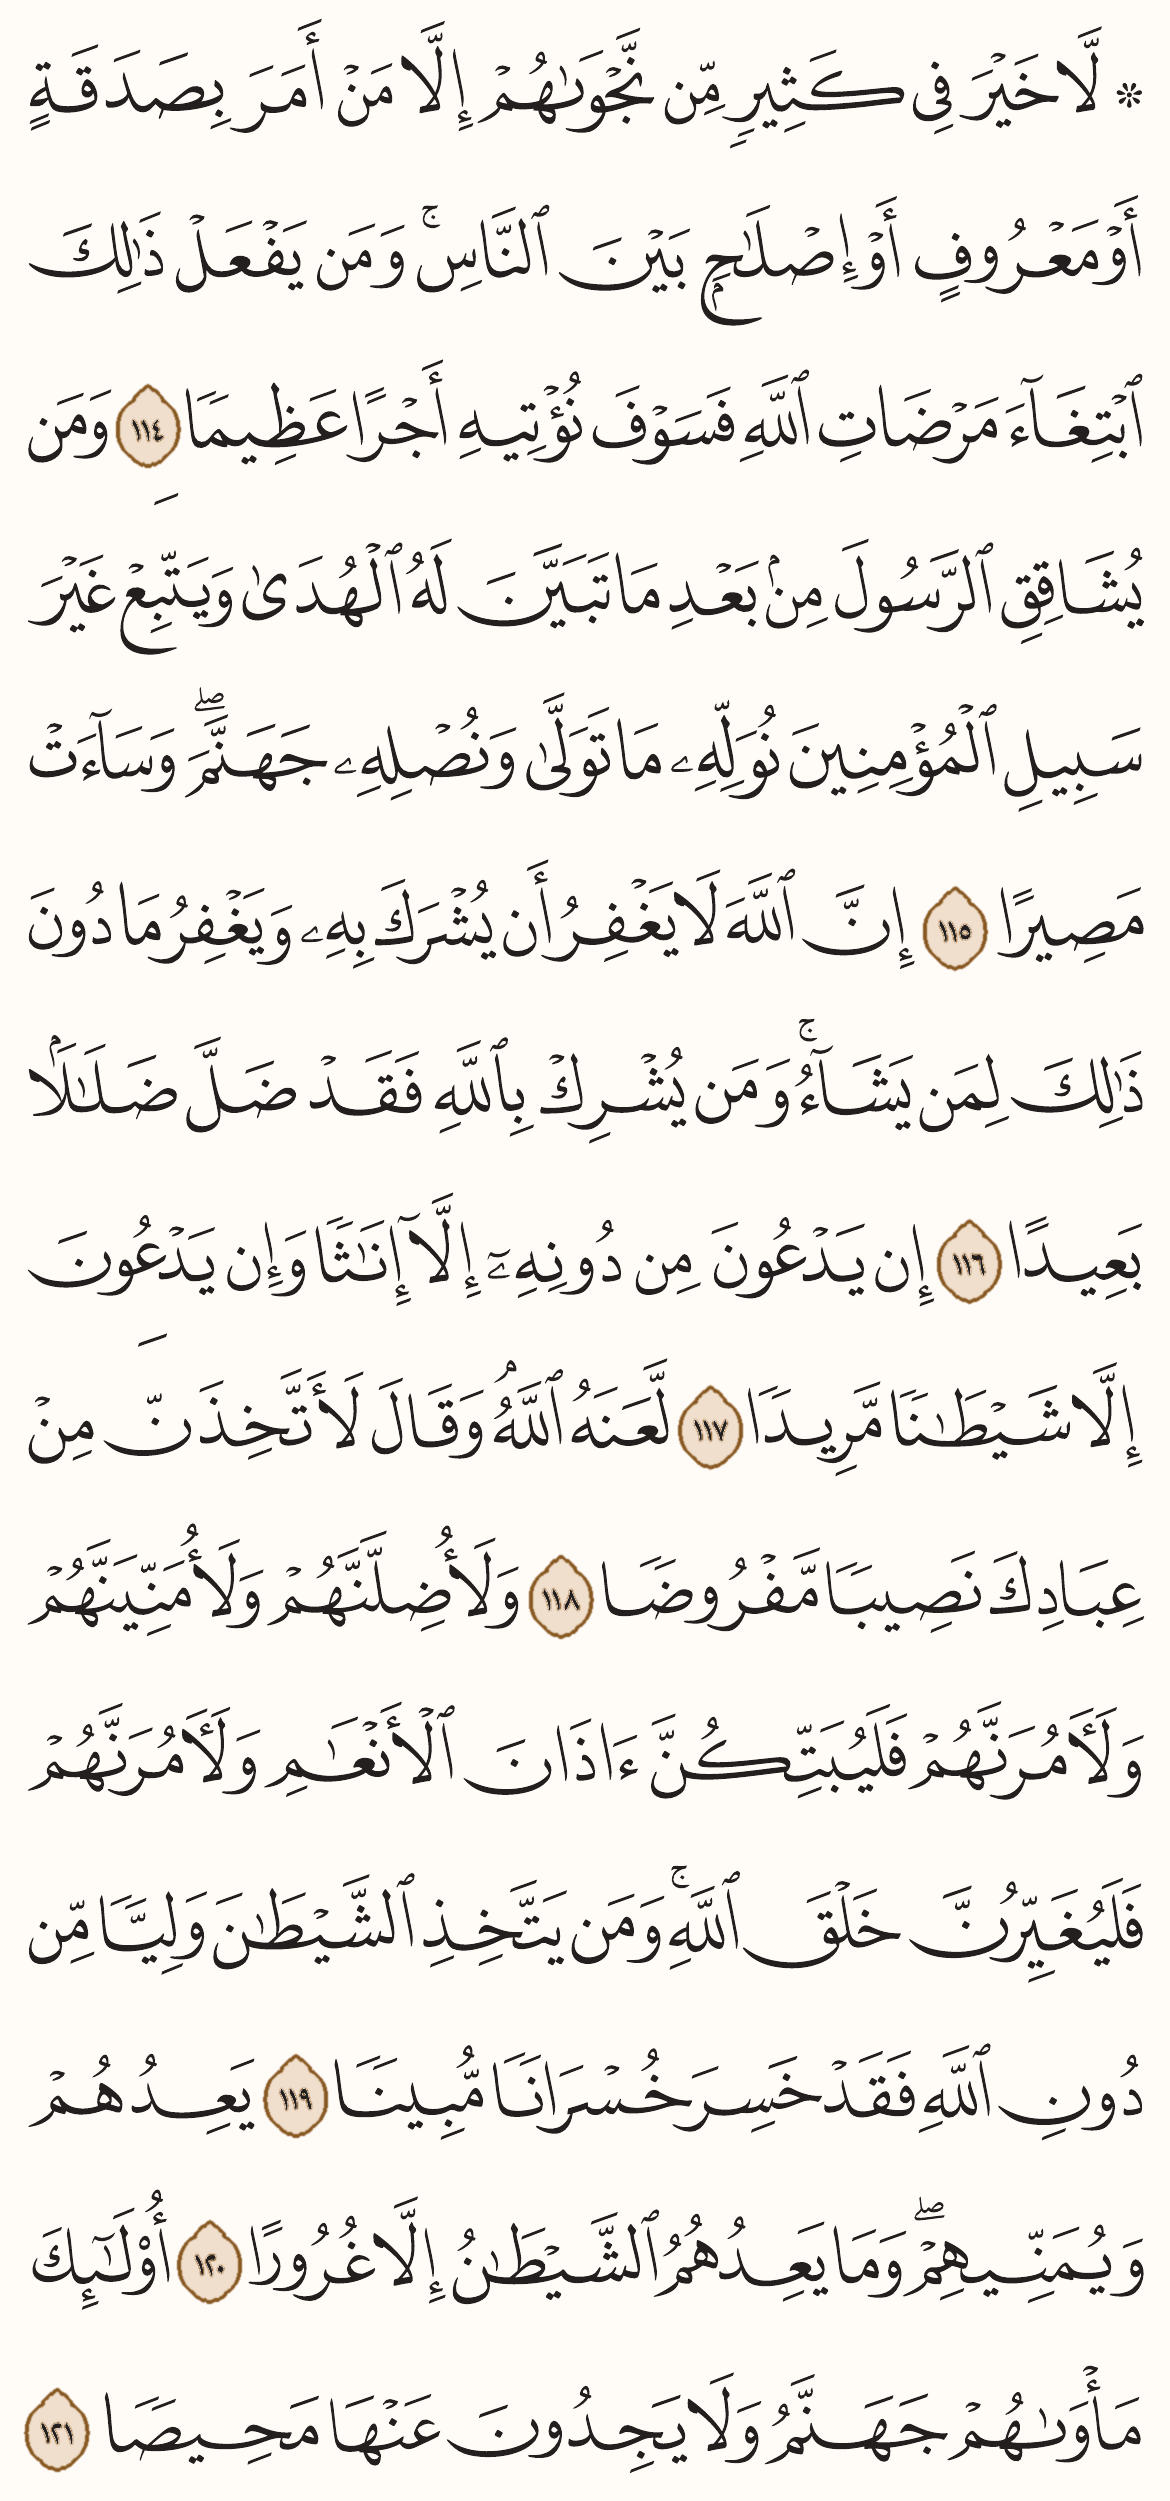 ۞ لَّا خَيْرَ فِى كَثِيرٍ مِّن نَّجْوَىٰهُمْ إِلَّا مَنْ أَمَرَ بِصَدَقَةٍ
أَوْ مَعْرُوفٍ أَوْ إِصْلَٰحٍۭ بَيْنَ ٱلنَّاسِ ۚ وَمَن يَفْعَلْ ذَٰلِكَ
ٱبْتِغَآءَ مَرْضَاتِ ٱللَّهِ فَسَوْفَ نُؤْتِيهِ أَجْرًا عَظِيمًا ١١٤ وَمَن
يُشَاقِقِ ٱلرَّسُولَ مِنۢ بَعْدِ مَا تَبَيَّنَ لَهُ ٱلْهُدَىٰ وَيَتَّبِعْ غَيْرَ
سَبِيلِ ٱلْمُؤْمِنِينَ نُوَلِّهِۦ مَا تَوَلَّىٰ وَنُصْلِهِۦ جَهَنَّمَ ۖ وَسَآءَتْ
مَصِيرًا ١١٥ إِنَّ ٱللَّهَ لَا يَغْفِرُ أَن يُشْرَكَ بِهِۦ وَيَغْفِرُ مَا دُونَ
ذَٰلِكَ لِمَن يَشَآءُ ۚ وَمَن يُشْرِكْ بِٱللَّهِ فَقَدْ ضَلَّ ضَلَٰلًۢا
بَعِيدًا ١١٦ إِن يَدْعُونَ مِن دُونِهِۦٓ إِلَّآ إِنَٰثًا وَإِن يَدْعُونَ
إِلَّا شَيْطَٰنًا مَّرِيدًا ١١٧ لَّعَنَهُ ٱللَّهُ ۘ وَقَالَ لَأَتَّخِذَنَّ مِنْ
عِبَادِكَ نَصِيبًا مَّفْرُوضًا ١١٨ وَلَأُضِلَّنَّهُمْ وَلَأُمَنِّيَنَّهُمْ
وَلَءَامُرَنَّهُمْ فَلَيُبَتِّكُنَّ ءَاذَانَ ٱلْأَنْعَٰمِ وَلَءَامُرَنَّهُمْ
فَلَيُغَيِّرُنَّ خَلْقَ ٱللَّهِ ۚ وَمَن يَتَّخِذِ ٱلشَّيْطَٰنَ وَلِيًّا مِّن
دُونِ ٱللَّهِ فَقَدْ خَسِرَ خُسْرَانًا مُّبِينًا ١١٩ يَعِدُهُمْ
وَيُمَنِّيهِمْ ۖ وَمَا يَعِدُهُمُ ٱلشَّيْطَٰنُ إِلَّا غُرُورًا ١٢٠ أُو۟لَٰٓئِكَ
مَأْوَىٰهُمْ جَهَنَّمُ وَلَا يَجِدُونَ عَنْهَا مَحِيصًا ١٢١